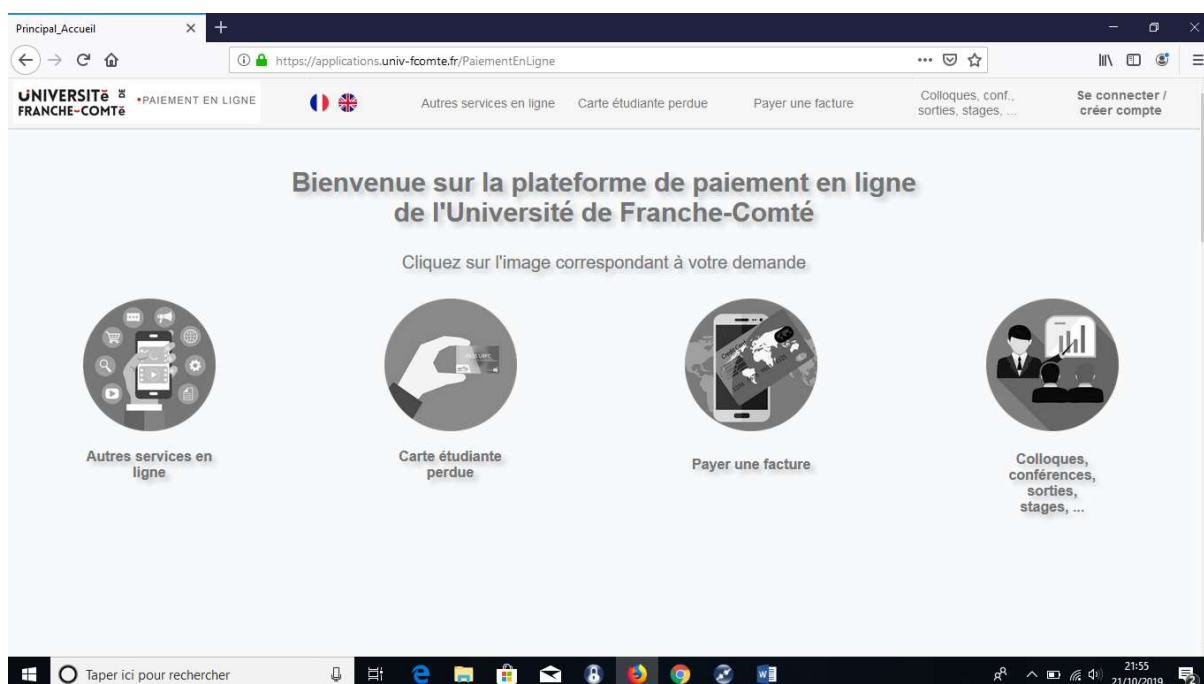 Principal_Accueil
https://applications.univ-fcomte.fr/PaiementEnLigne
UNIVERSITē DE
FRANCHE-COMTē
•PAIEMENT EN LIGNE
Autres services en ligne
Carte étudiante perdue
Payer une facture
Colloques, conf.,
sorties, stages, ...
Se connecter /
créer compte
Bienvenue sur la plateforme de paiement en ligne
de l'Université de Franche-Comté
Cliquez sur l'image correspondant à votre demande
Autres services en
ligne
Carte étudiante
perdue
Payer une facture
Colloques,
conférences,
sorties,
stages, ...
Taper ici pour rechercher
21:55
21/10/2019